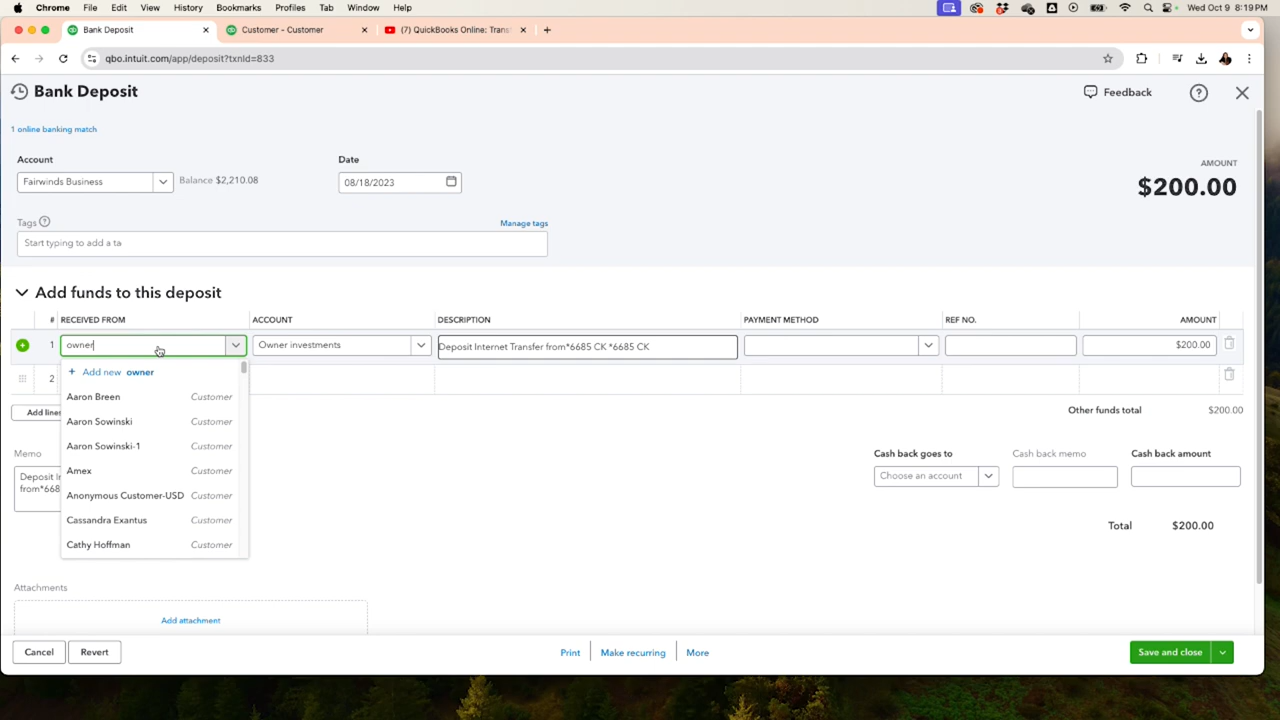 Chrome File Edit View History Bookmarks Profiles Tab Window Help Wed Oct 9 8:19 PM
Bank Deposit Customer - Customer (7) QuickBooks Online: Trans
qbo.intuit.com/app/deposit?txnId=833
Bank Deposit Feedback
1 online banking match
Account Date AMOUNT
Fairwinds Business Balance $2,210.08 08/18/2023 $200.00
Tags Manage tags
Start typing to add a ta
Add funds to this deposit
# RECEIVED FROM ACCOUNT DESCRIPTION PAYMENT METHOD REF NO. AMOUNT
1 owner Owner investments Deposit Internet Transfer from*6685 CK *6685 CK $200.00
+ Add new owner
2
Aaron Breen Customer
Add lines Other funds total $200.00
Aaron Sowinski Customer
Aaron Sowinski-1 Customer
Memo Cash back goes to Cash back memo Cash back amount
Amex Customer
Deposit In Choose an account
from*668
Anonymous Customer-USD Customer
Cassandra Exantus Customer
Total $200.00
Cathy Hoffman Customer
Attachments
Add attachment
Cancel Revert Print Make recurring More Save and close